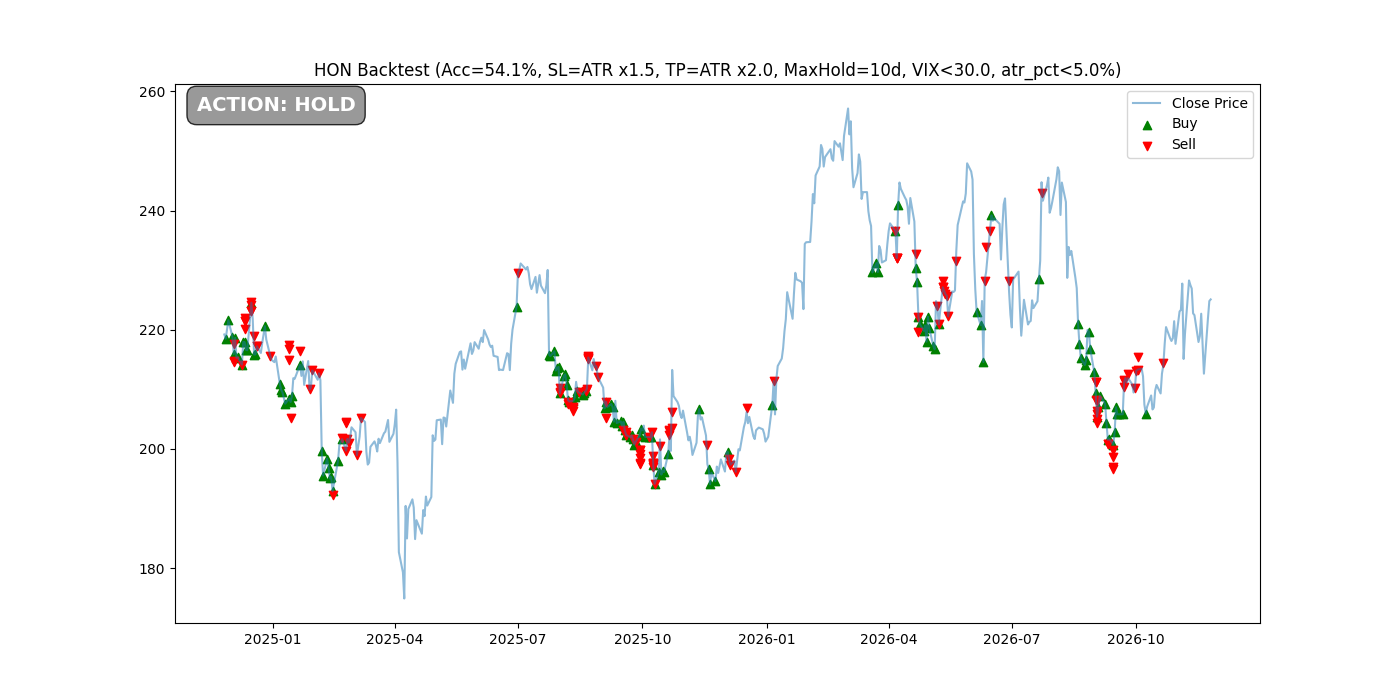 HON Backtest (Acc=54.1%, SL=ATR x1.5, TP=ATR x2.0, MaxHold=10d, VIX<30.0, atr_pct<5.0%)
ACTION: HOLD
Close Price
Buy
Sell
260
240
220
200
180
2025-01
2025-04
2025-07
2025-10
2026-01
2026-04
2026-07
2026-10